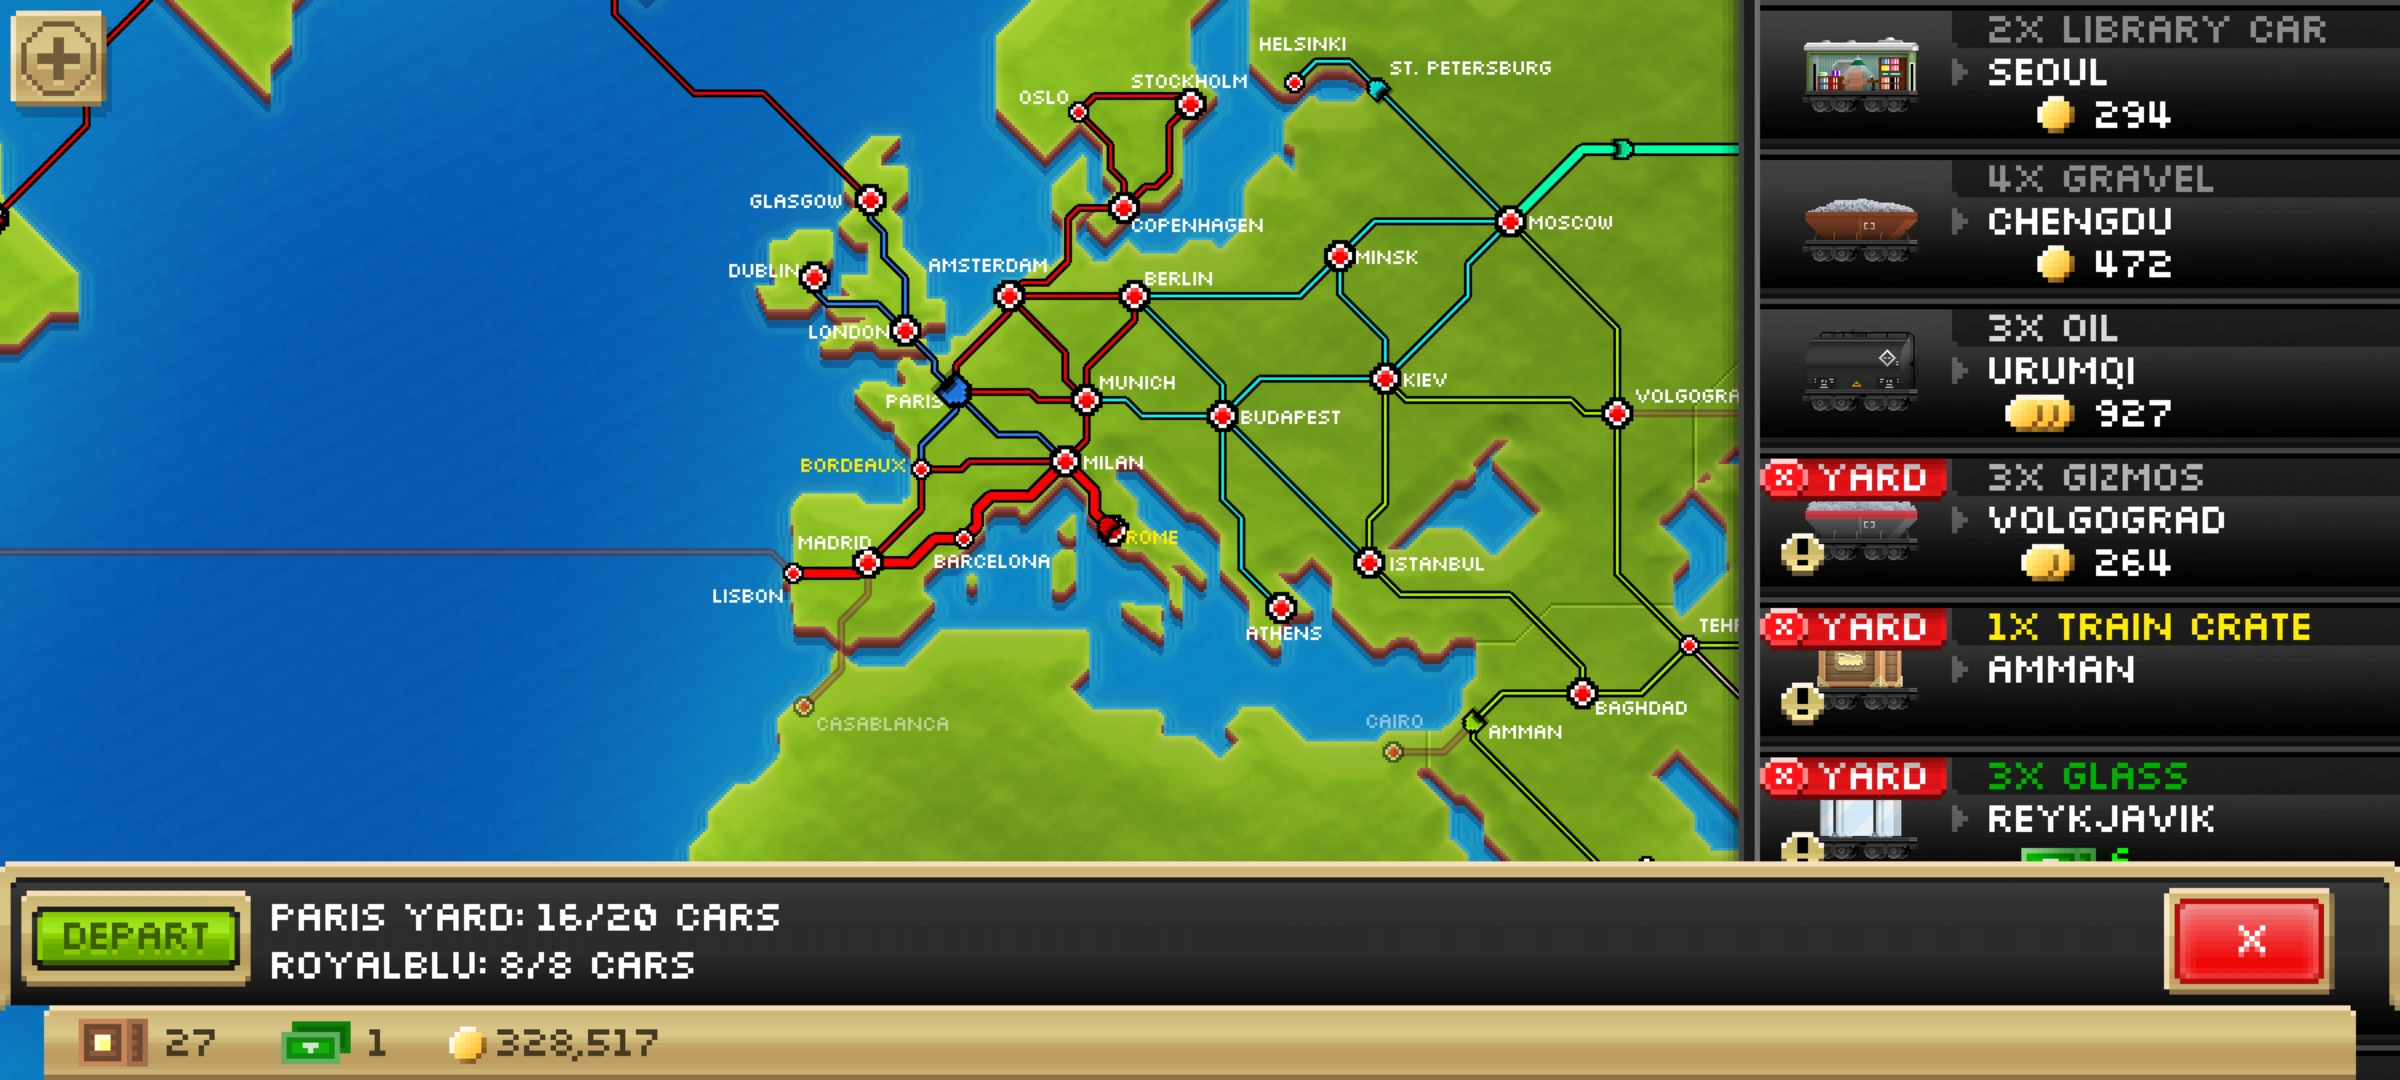 HELSINKI
ST. PETERSBURG
STOCKHOLM
OSLO
GLASGOW
COPENHAGEN
MOSCOW
MINSK
DUBLIN
AMSTERDAM
BERLIN
LONDON
PARIS
MUNICH
KIEV
VOLGOGRA
BUDAPEST
BORDEAUX
MILAN
MADRID
ROME
BARCELONA
ISTANBUL
LISBON
ATHENS
TEHR
CASABLANCA
CAIRO
BAGHDAD
AMMAN
2X LIBRARY CAR
SEOUL
294
4X GRAVEL
CHENGDU
472
3X OIL
URUMQI
927
X YARD
3X GIZMOS
VOLGOGRAD
264
X YARD
1X TRAIN CRATE
AMMAN
X YARD
3X GLASS
REYKJAVIK
DEPART
PARIS YARD: 16/20 CARS
ROYALBLU: 8/8 CARS
X
27
1
328,517